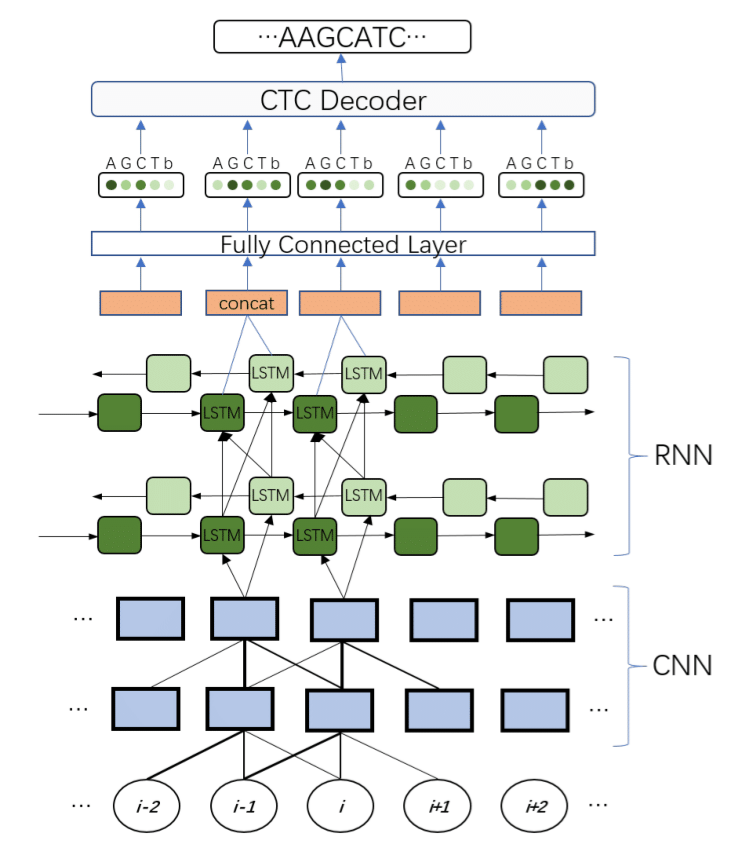 ···AAGCATC···
CTC Decoder
A G C T b A G C T b A G C T b A G C T b A G C T b
Fully Connected Layer
concat
LSTM LSTM
LSTM LSTM
RNN
LSTM LSTM
LSTM LSTM
··· ···
CNN
··· ···
··· i-2 i-1 i i+1 i+2 ···